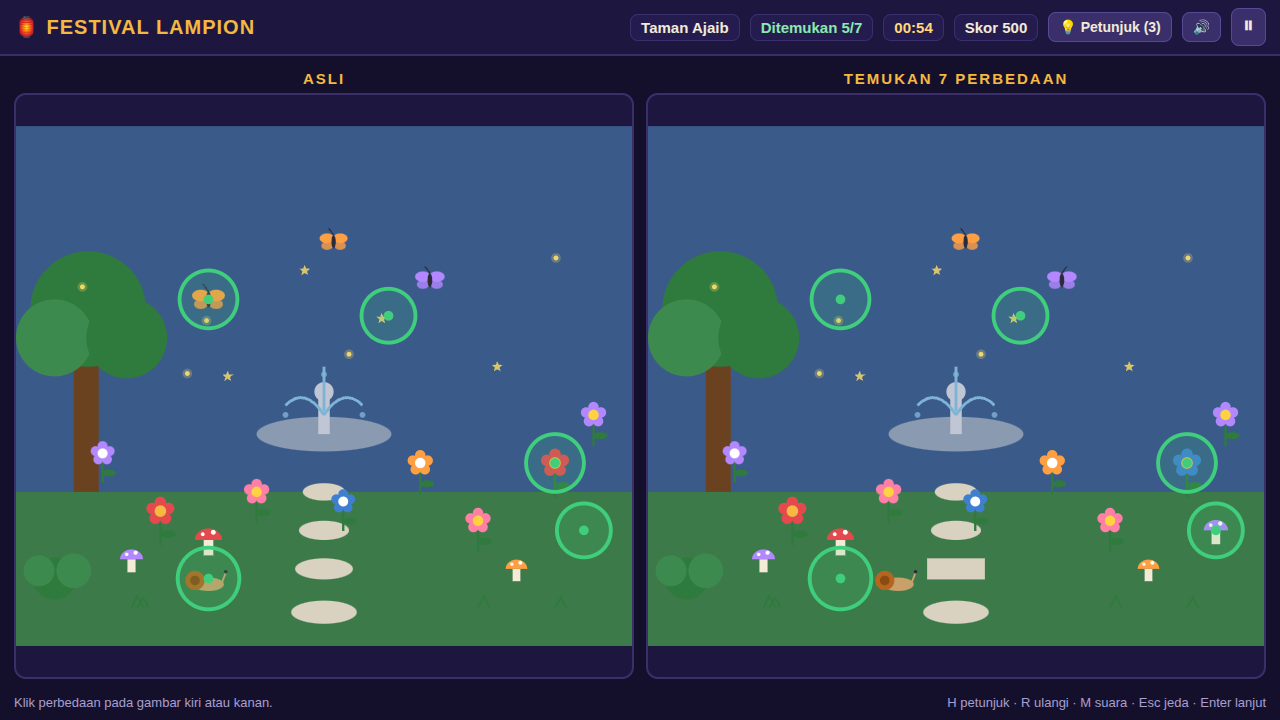 FESTIVAL LAMPION
Taman Ajaib
Ditemukan 5/7
00:54
Skor 500
Petunjuk (3)
ASLI
TEMUKAN 7 PERBEDAAN
Klik perbedaan pada gambar kiri atau kanan.
H petunjuk · R ulangi · M suara · Esc jeda · Enter lanjut